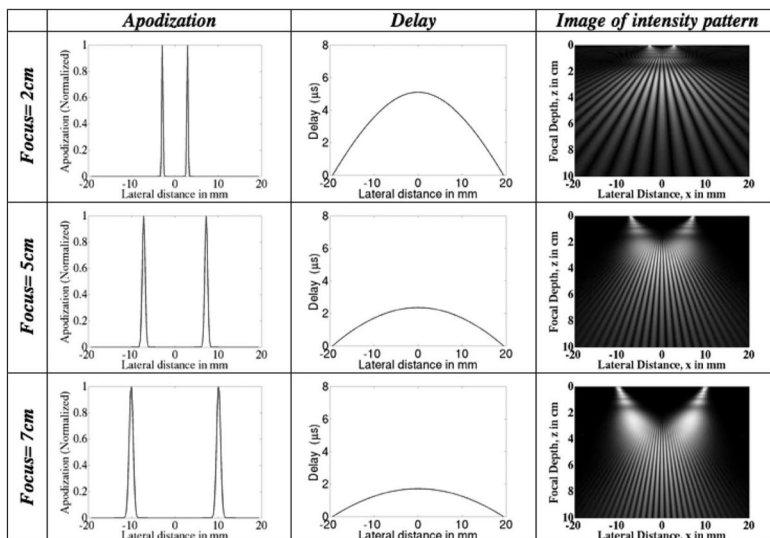 Apodization Delay Image of intensity pattern
Focus= 2cm
Apodization (Normalized)
1
0.8
0.6
0.4
0.2
0
-20 -10 0 10 20
Lateral distance in mm
Delay (μs)
8
6
4
2
0
-20 -10 0 10 20
Lateral distance in mm
Focal Depth, z in cm
0
2
4
6
8
10
-20 -10 0 10 20
Lateral Distance, x in mm
Focus= 5cm
Apodization (Normalized)
1
0.8
0.6
0.4
0.2
0
-20 -10 0 10 20
Lateral distance in mm
Delay (μs)
8
6
4
2
0
-20 -10 0 10 20
Lateral distance in mm
Focal Depth, z in cm
0
2
4
6
8
10
-20 -10 0 10 20
Lateral Distance, x in mm
Focus= 7cm
Apodization (Normalized)
1
0.8
0.6
0.4
0.2
0
-20 -10 0 10 20
Lateral distance in mm
Delay (μs)
8
6
4
2
0
-20 -10 0 10 20
Lateral distance in mm
Focal Depth, z in cm
0
2
4
6
8
10
-20 -10 0 10 20
Lateral Distance, x in mm